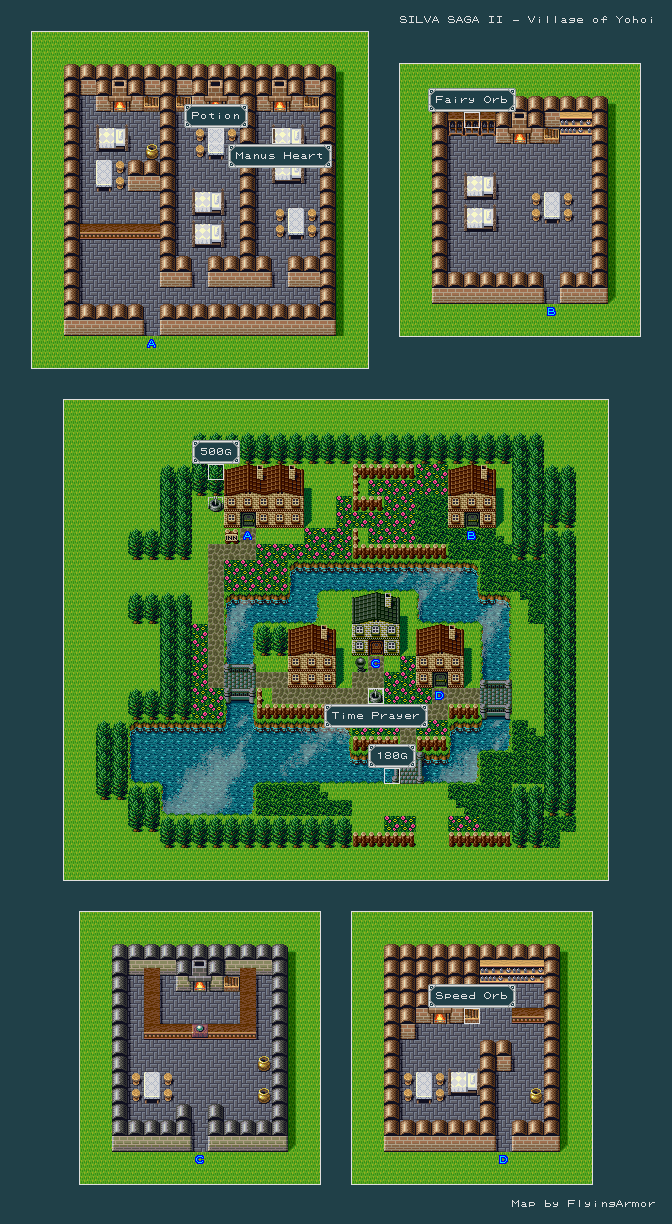 SILVA SAGA II - Village of Yohoi
Fairy Orb
Potion
Manus Heart
A
B
500G
INN
A
B
C
D
Time Prayer
180G
Speed Orb
C
D
Map by FlyingArmor